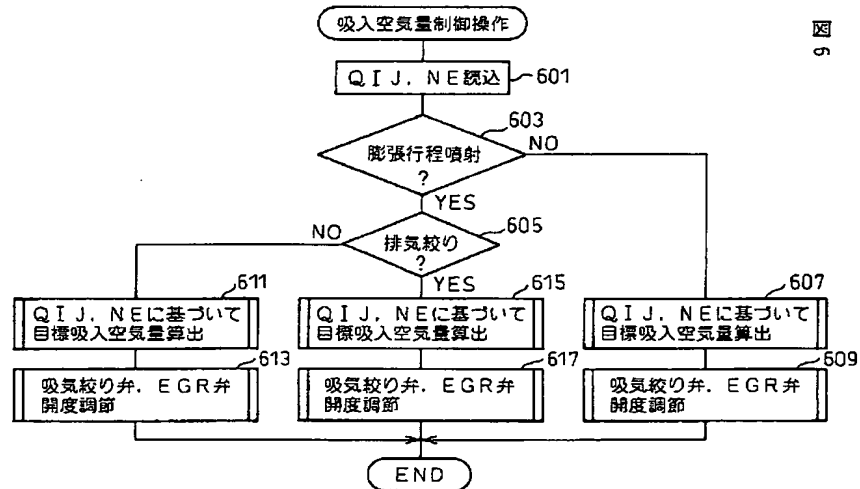 図6
吸入空気量制御操作
QIJ, NE読込
601
603
膨張行程噴射
?
NO
YES
605
NO
排気絞り
?
YES
611
QIJ, NEに基づいて
目標吸入空気量算出
615
QIJ, NEに基づいて
目標吸入空気量算出
607
QIJ, NEに基づいて
目標吸入空気量算出
613
吸気絞り弁, EGR弁
開度調節
617
吸気絞り弁, EGR弁
開度調節
609
吸気絞り弁, EGR弁
開度調節
END